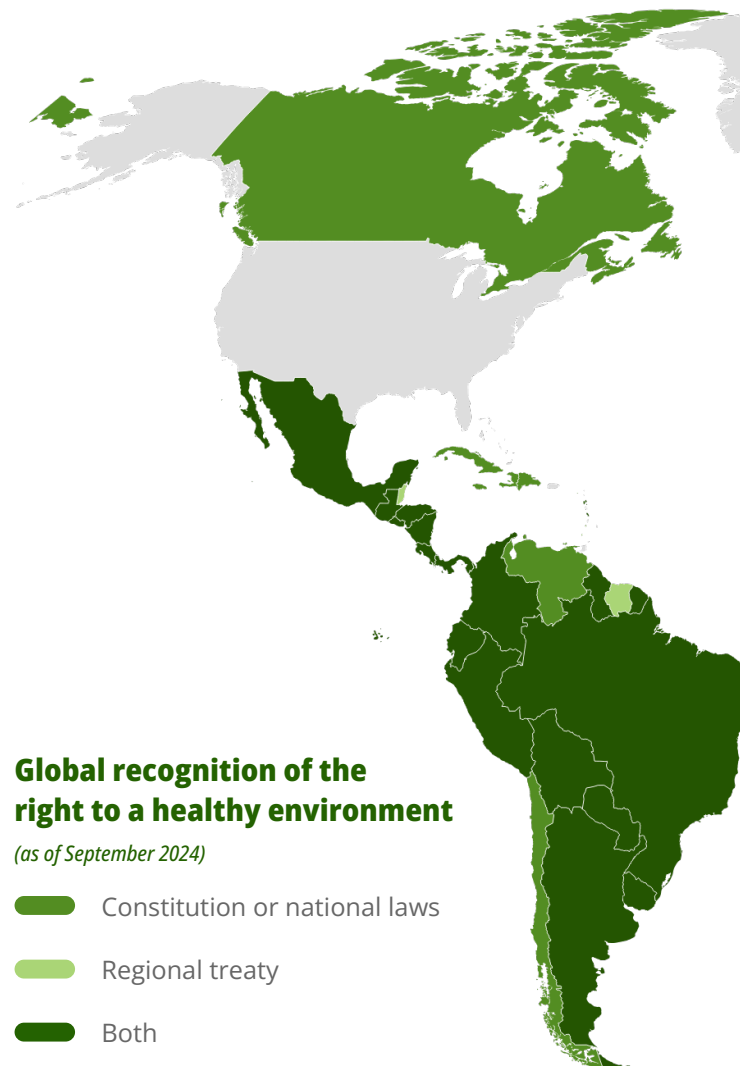 Global recognition of the
right to a healthy environment
(as of September 2024)
Constitution or national laws
Regional treaty
Both